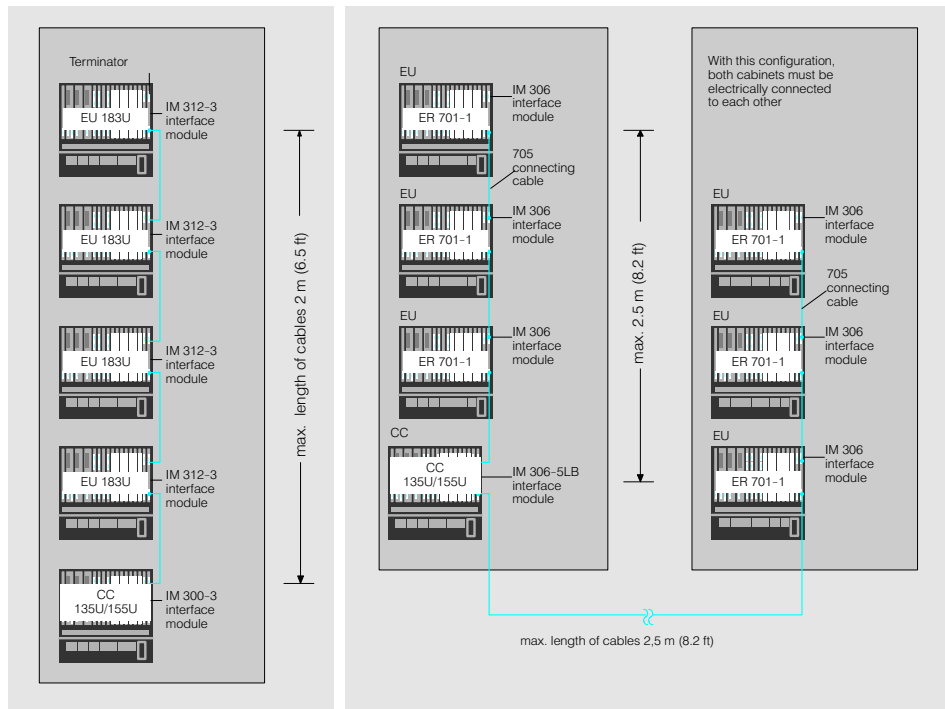 Terminator
EU 183U
IM 312-3
interface
module
EU 183U
IM 312-3
interface
module
EU 183U
IM 312-3
interface
module
EU 183U
IM 312-3
interface
module
CC
135U/155U
IM 300-3
interface
module
max. length of cables 2 m (6.5 ft)
EU
ER 701-1
IM 306
interface
module
705
connecting
cable
EU
ER 701-1
IM 306
interface
module
EU
ER 701-1
IM 306
interface
module
CC
CC
135U/155U
IM 306-5LB
interface
module
max. 2.5 m (8.2 ft)
With this configuration,
both cabinets must be
electrically connected
to each other
EU
ER 701-1
IM 306
interface
module
705
connecting
cable
EU
ER 701-1
IM 306
interface
module
EU
ER 701-1
IM 306
interface
module
max. length of cables 2,5 m (8.2 ft)